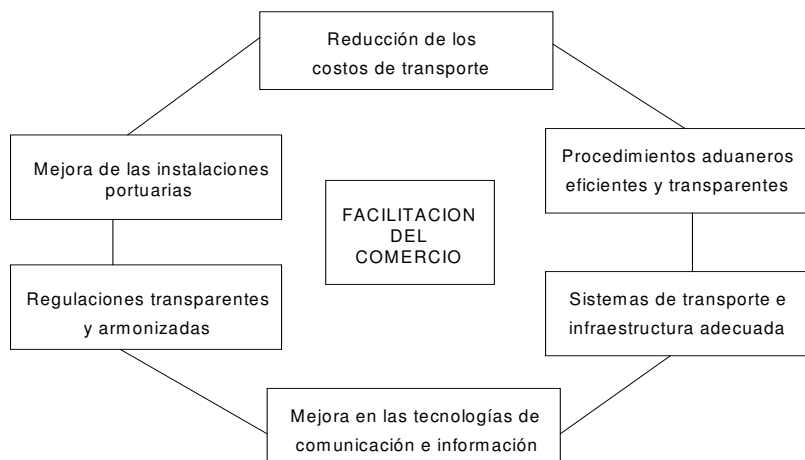 Reducción de los
costos de transporte
Mejora de las instalaciones
portuarias
Procedimientos aduaneros
eficientes y transparentes
FACILITACION
DEL
COMERCIO
Regulaciones transparentes
y armonizadas
Sistemas de transporte e
infraestructura adecuada
Mejora en las tecnologías de
comunicación e información